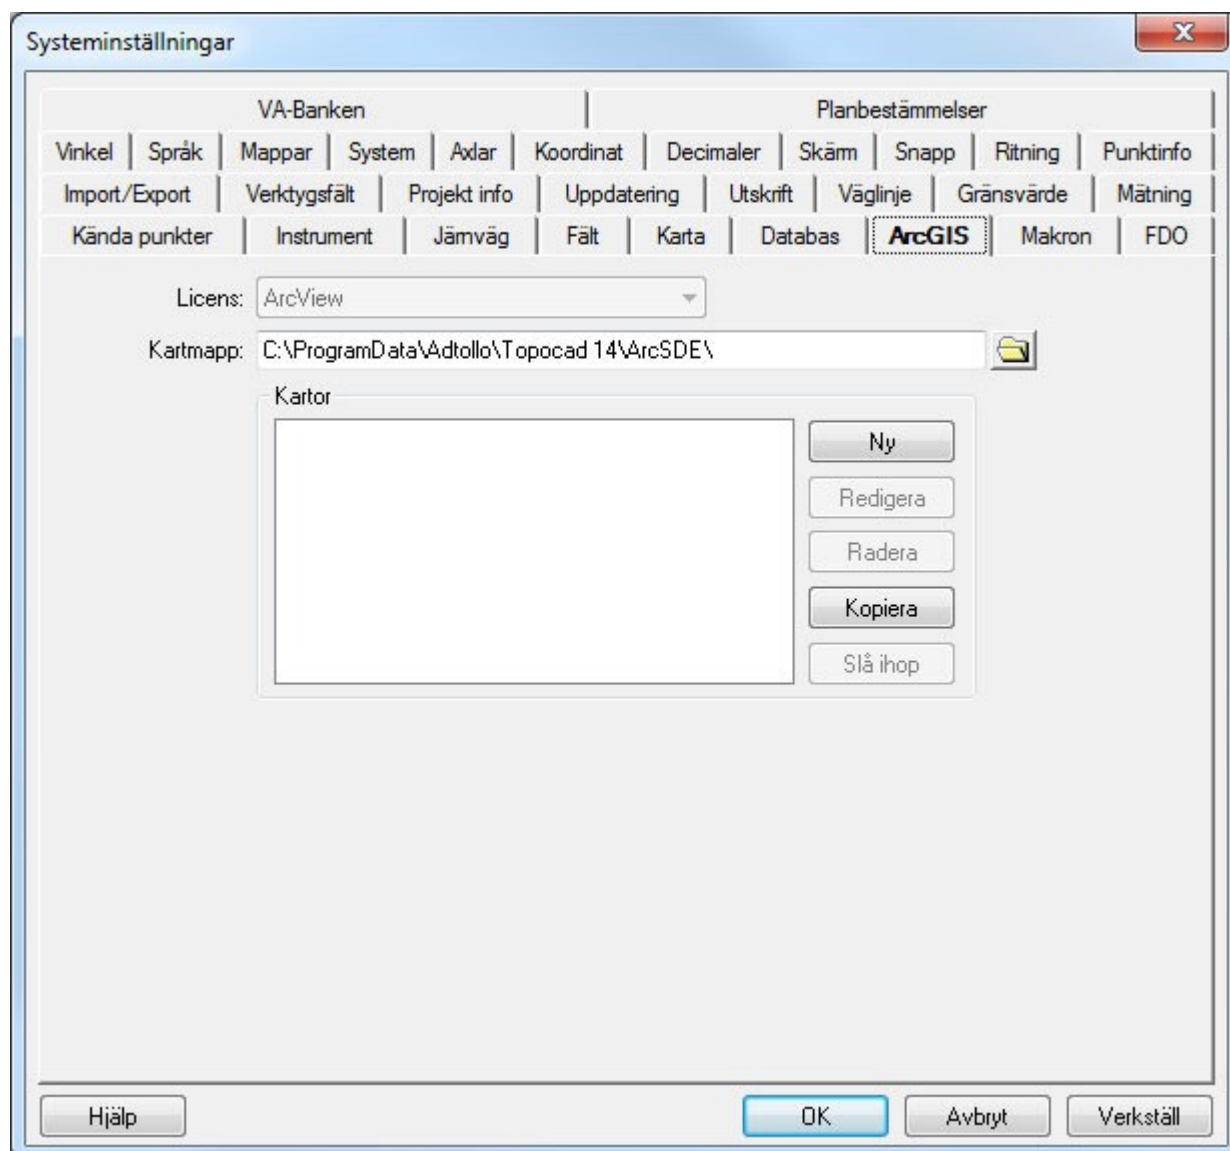 Systeminställningar
VA-Banken Planbestämmelser
Vinkel Språk Mappar System Axlar Koordinat Decimaler Skärm Snapp Ritning Punktinfo
Import/Export Verktygsfält Projekt info Uppdatering Utskrift Väglinje Gränsvärde Mätning
Kända punkter Instrument Järnväg Fält Karta Databas ArcGIS Makron FDO
Licens: ArcView
Kartmapp: C:\ProgramData\Adtollo\Topocad 14\ArcSDE\
Kartor
Ny
Redigera
Radera
Kopiera
Slå ihop
Hjälp OK Avbryt Verkställ